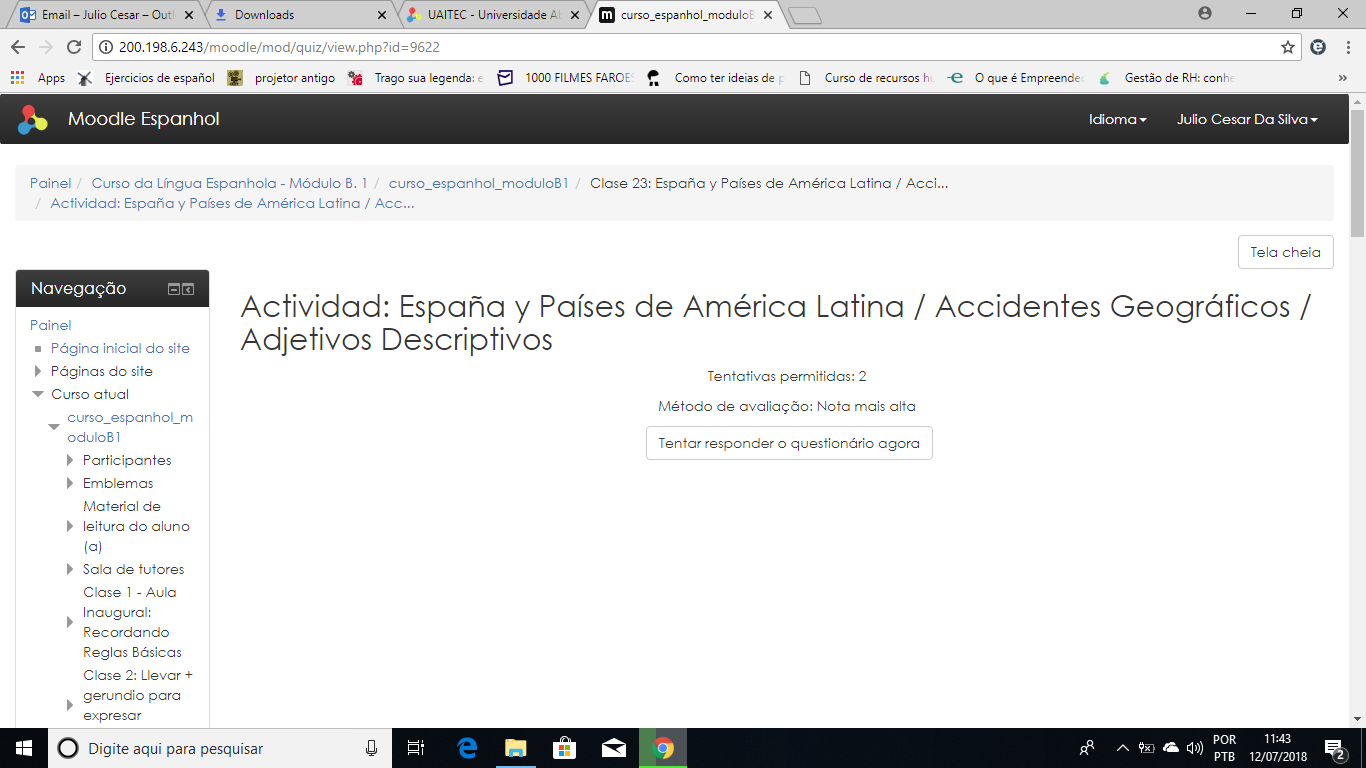 Email – Julio Cesar – Outl
Downloads
UAITEC - Universidade Ab
curso_espanhol_moduloB
200.198.6.243/moodle/mod/quiz/view.php?id=9622
Apps
Ejercicios de español
projetor antigo
Trago sua legenda: e
1000 FILMES FAROES
Como ter ideias de p
Curso de recursos hu
O que é Empreende
Gestão de RH: conhe
Moodle Espanhol
Idioma
Julio Cesar Da Silva
Painel / Curso da Língua Espanhola - Módulo B. 1 / curso_espanhol_moduloB1 / Clase 23: España y Países de América Latina / Acci...
/ Actividad: España y Países de América Latina / Acc...
Tela cheia
Navegação
Painel
Página inicial do site
Páginas do site
Curso atual
curso_espanhol_m
oduloB1
Participantes
Emblemas
Material de
leitura do aluno
(a)
Sala de tutores
Clase 1 - Aula
Inaugural:
Recordando
Reglas Básicas
Clase 2: Llevar +
gerundio para
expresar
Actividad: España y Países de América Latina / Accidentes Geográficos /
Adjetivos Descriptivos
Tentativas permitidas: 2
Método de avaliação: Nota mais alta
Tentar responder o questionário agora
Digite aqui para pesquisar
POR
PTB
11:43
12/07/2018
2